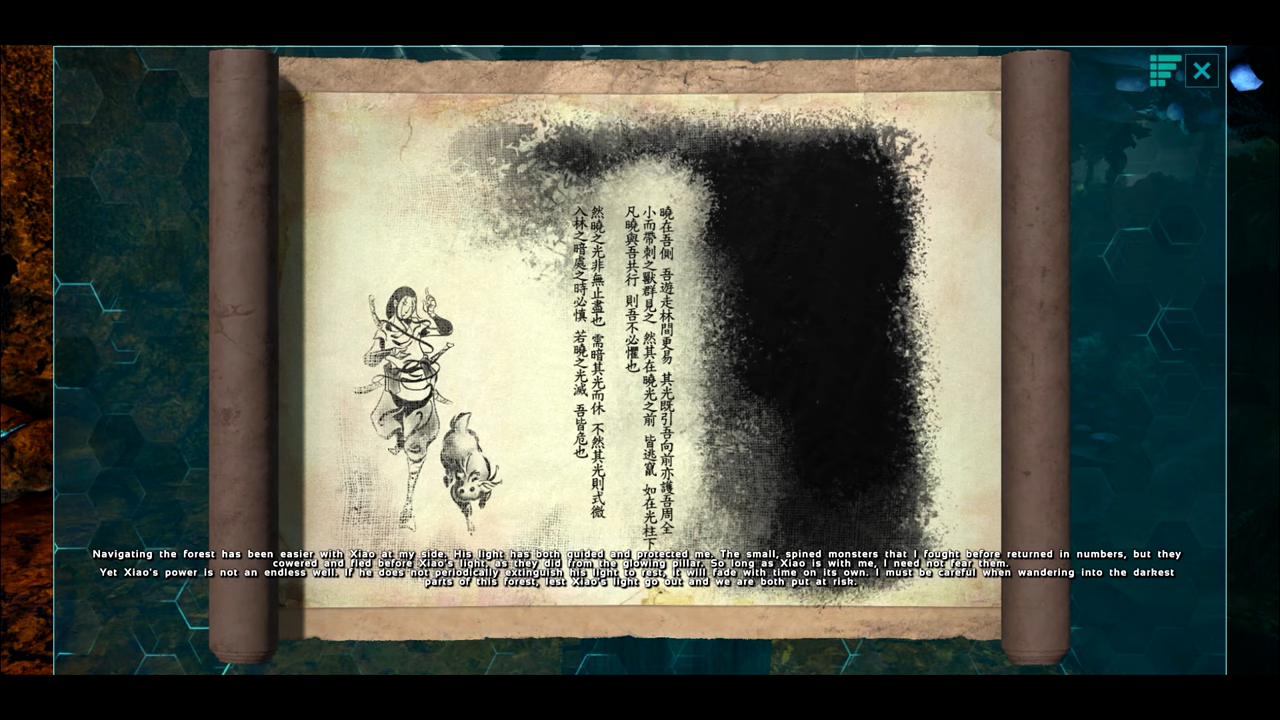 曉在吾側 吾遊走林間更易 其光既引吾向前亦護吾周全
小而帶刺之獸群見之 然其在曉光之前 皆逃竄 如在光柱下
凡曉與吾共行 則吾不必懼也
然曉之光非無止盡也 需暗其光而休 不然其光則式微
入林之暗處之時必慎 若曉之光滅 吾皆危也
Navigating the forest has been easier with Xiao at my side. His light has both guided and protected me. The small, spined monsters that I fought before returned in numbers, but they
cowered and fled before Xiao's light, as they did from the glowing pillar. So long as Xiao is with me, I need not fear them.
Yet Xiao's power is not an endless well. If he does not periodically extinguish his light to rest, it will fade with time on its own. I must be careful when wandering into the darkest
parts of this forest, lest Xiao's light go out and we are both put at risk.